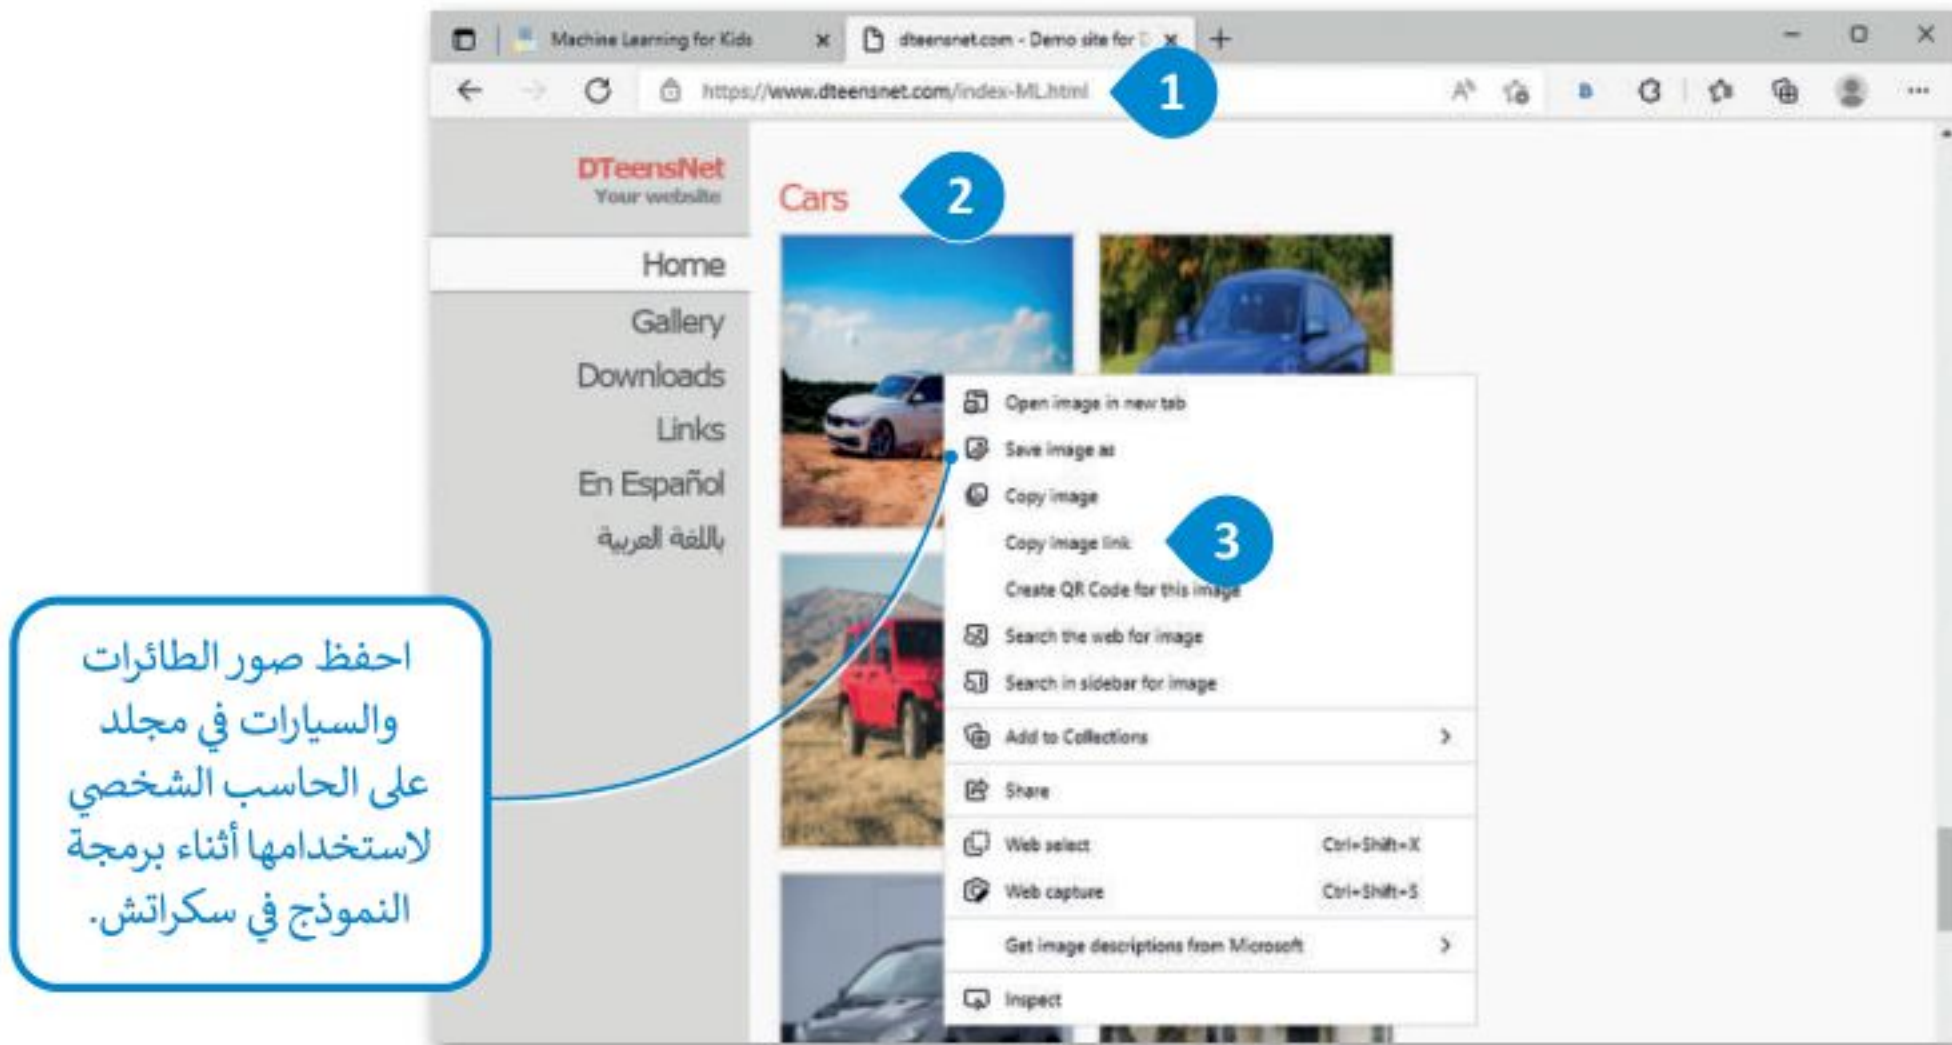 Machine Learning for Kids
dteensnet.com - Demo site for D
https://www.dteensnet.com/index-ML.html
1
DTeensNet
Your website
Home
Gallery
Downloads
Links
En Español
باللغة العربية
Cars
2
Open image in new tab
Save image as
Copy image
Copy image link
3
Create QR Code for this image
Search the web for image
Search in sidebar for image
Add to Collections
Share
Web select Ctrl+Shift+X
Web capture Ctrl+Shift+S
Get image descriptions from Microsoft
Inspect
احفظ صور الطائرات
والسيارات في مجلد
على الحاسب الشخصي
لاستخدامها أثناء برمجة
النموذج في سكراتش.